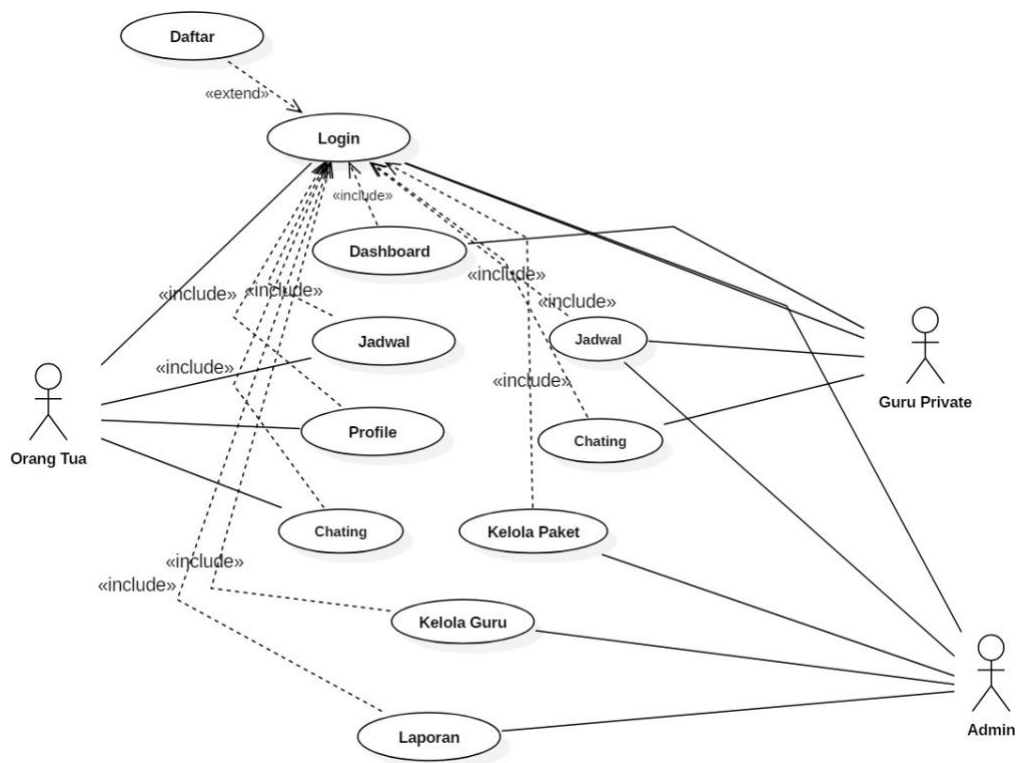 Daftar
«extend»
Login
«include»
Dashboard
«include»
«include»
«include»
«include»
Jadwal
Jadwal
«include»
«include»
Guru Private
Orang Tua
Profile
Chating
Chating
Kelola Paket
«include»
«include»
Kelola Guru
Laporan
Admin